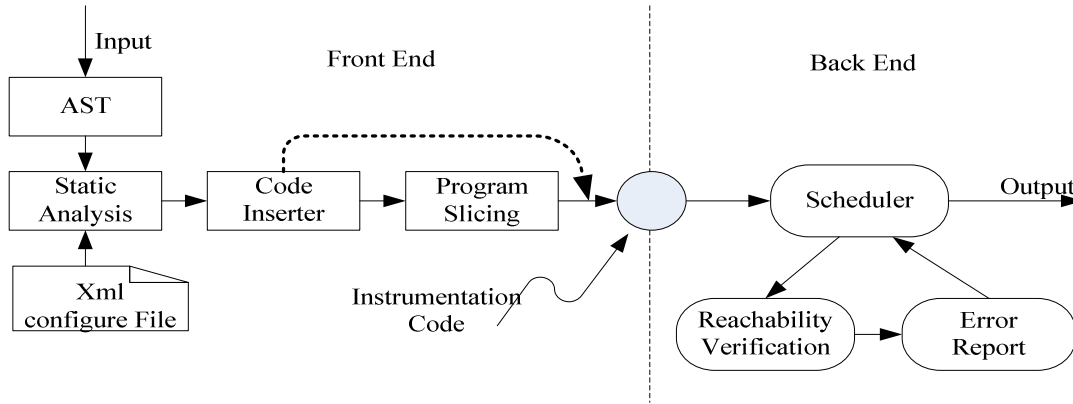 Input
Front End
Back End
AST
Static
Analysis
Code
Inserter
Program
Slicing
Scheduler
Output
Xml
configure File
Instrumentation
Code
Reachability
Verification
Error
Report